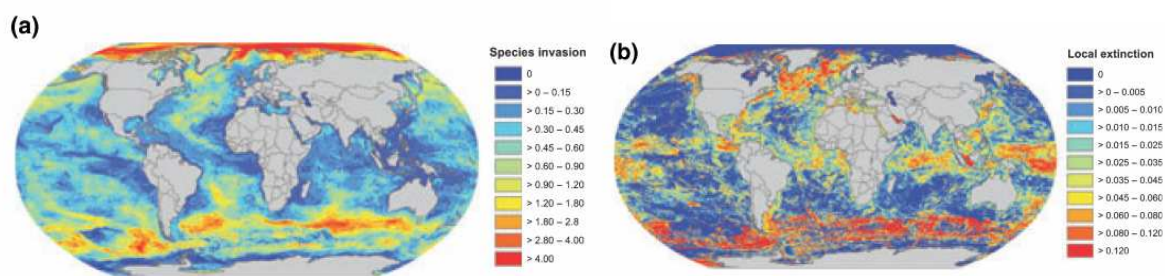 (a)
Species invasion
0
> 0 – 0.15
> 0.15 – 0.30
> 0.30 – 0.45
> 0.45 – 0.60
> 0.60 – 0.90
> 0.90 – 1.20
> 1.20 – 1.80
> 1.80 – 2.8
> 2.80 – 4.00
> 4.00
(b)
Local extinction
0
> 0 – 0.005
> 0.005 – 0.010
> 0.010 – 0.015
> 0.015 – 0.025
> 0.025 – 0.035
> 0.035 – 0.045
> 0.045 – 0.060
> 0.060 – 0.080
> 0.080 – 0.120
> 0.120